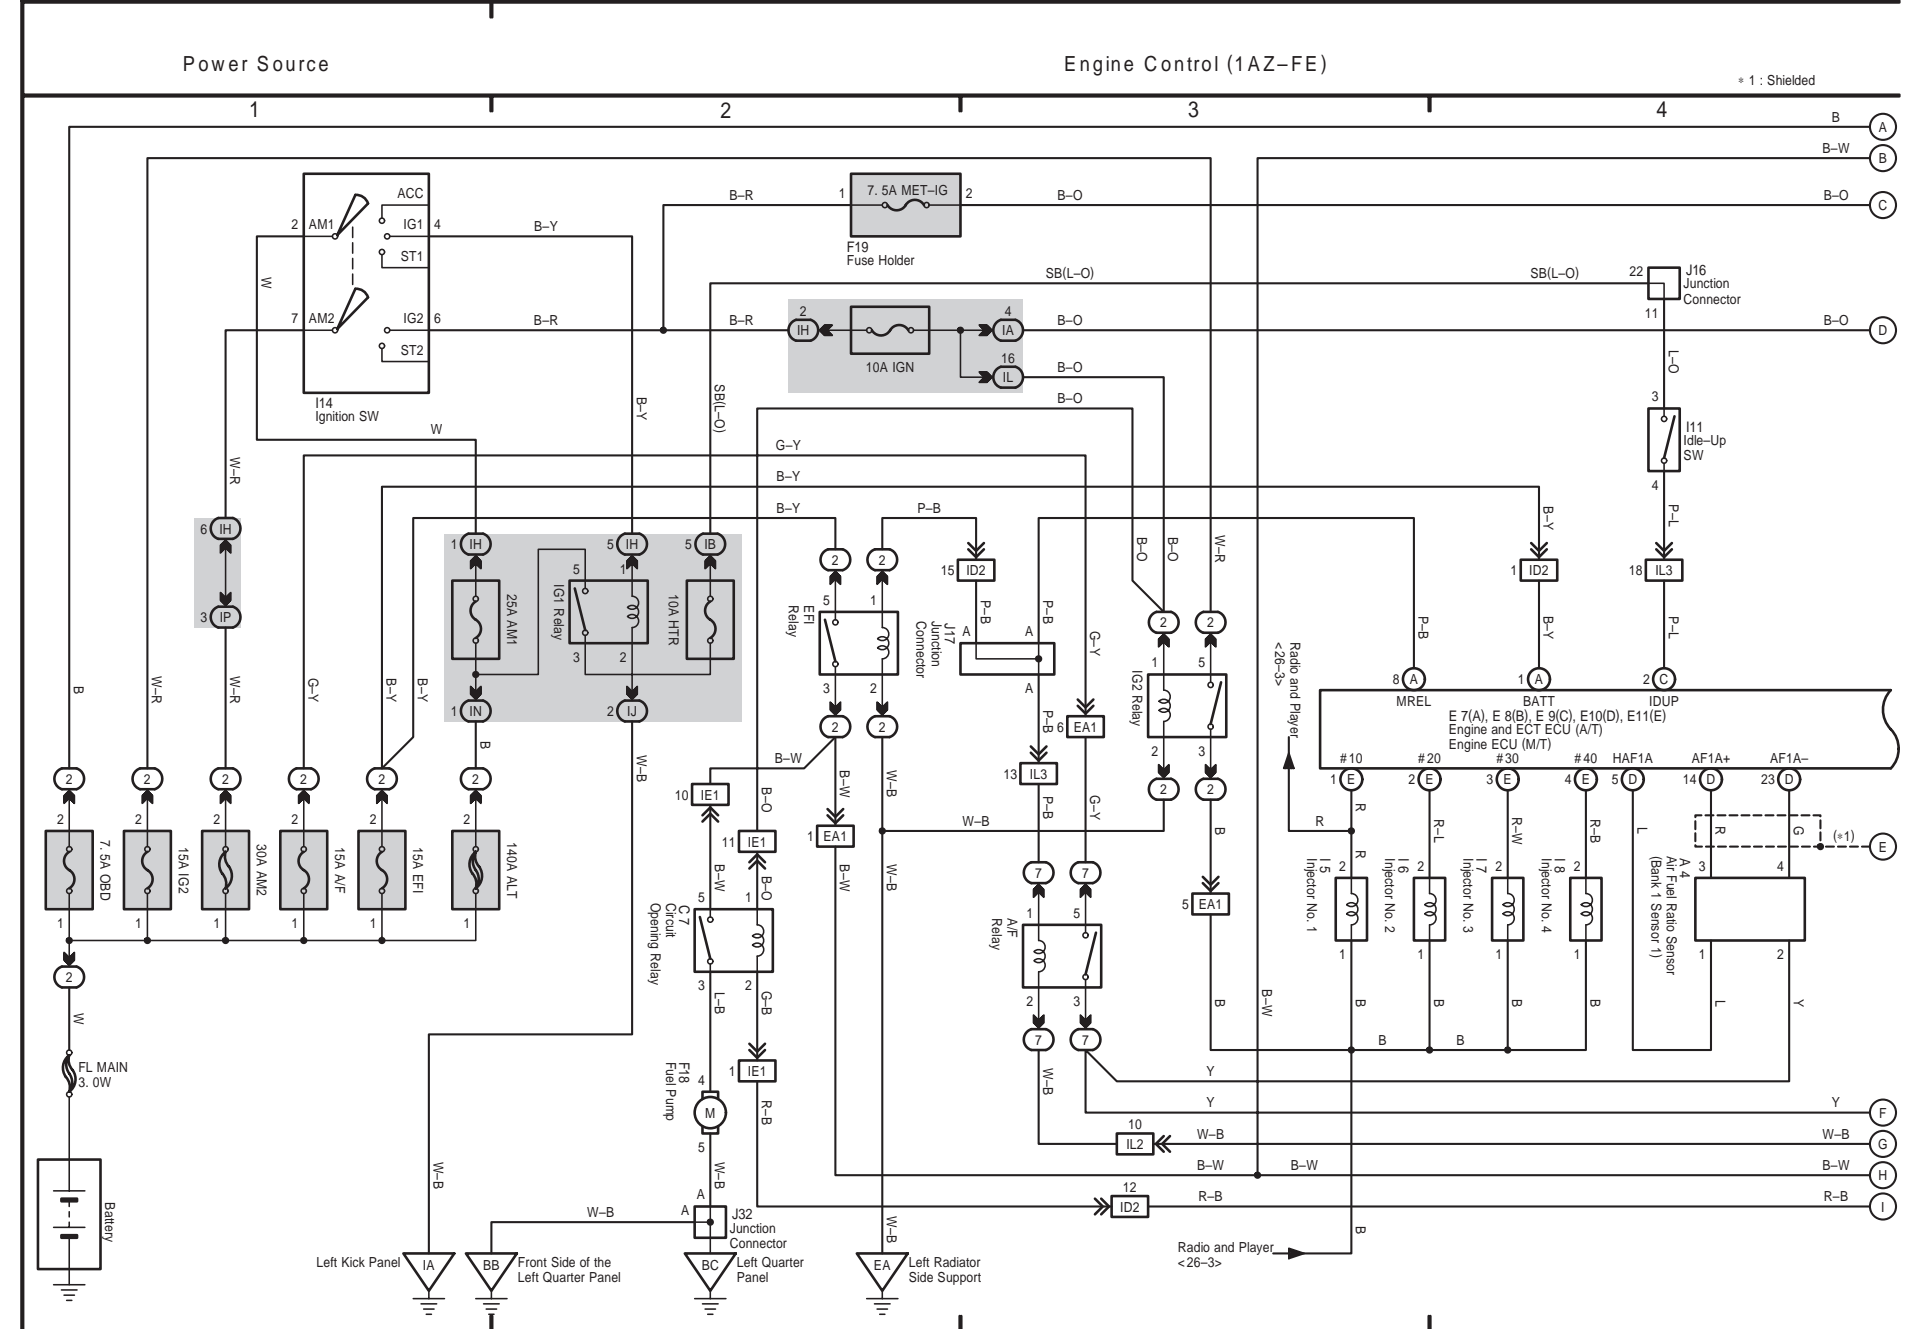 Power Source
Engine Control (1AZ–FE)
∗ 1 : Shielded
1
2
3
4
B
A
B–W
B
ACC
2
AM1
IG1
4
ST1
B–Y
7
AM2
IG2
6
ST2
B–R
I14
Ignition SW
B–R
1
7. 5A MET–IG
2
F19
Fuse Holder
B–O
B–O
C
SB(L–O)
SB(L–O)
22
J16
Junction
Connector
11
B–R
2
IH
10A IGN
4
IA
16
IL
B–O
B–O
B–O
D
B–O
W
W
B–Y
SB(L–O)
L–O
3
I11
Idle–Up
SW
4
G–Y
B–Y
B–Y
P–B
W–R
6
IH
3
IP
W–R
1
IH
5
IH
5
IB
25A AM1
5
1
IG1 Relay
3
2
10A HTR
1
IN
2
IJ
2
2
5
1
EFI
Relay
3
2
2
2
15
ID2
P–B
P–B
A
A
J17
Junction
Connector
A
P–B
G–Y
B–O
B–O
W–R
2
2
1
5
IG2 Relay
2
3
2
2
6
EA1
13
IL3
P–B
G–Y
Radio and Player
<26–3>
P–B
B–Y
1
ID2
B–Y
P–L
18
IL3
P–L
8
A
1
A
2
C
MREL
BATT
IDUP
E 7(A), E 8(B), E 9(C), E10(D), E11(E)
Engine and ECT ECU (A/T)
Engine ECU (M/T)
#10
#20
#30
#40
HAF1A
AF1A+
AF1A–
1
E
2
E
3
E
4
E
5
D
14
D
23
D
B
W–R
G–Y
B–Y
B–Y
B
W–B
2
2
2
2
2
2
2
2
2
2
2
2
7. 5A OBD
15A IG2
30A AM2
15A A/F
15A EFI
140A ALT
1
1
1
1
1
1
2
W
FL MAIN
3. 0W
Battery
B–W
10
IE1
B–O
11
IE1
B–W
B–O
5
1
C 7
Circuit
Opening Relay
3
2
L–B
G–B
F18
Fuel Pump
4
M
5
1
IE1
R–B
W–B
B–W
1
EA1
B–W
W–B
W–B
W–B
7
7
1
5
A/F
Relay
2
3
7
7
W–B
B
5
EA1
B
B–W
R
R
R
R–L
R–W
R–B
L
R
G
(∗1)
E
I 5
Injector No. 1
I 6
Injector No. 2
I 7
Injector No. 3
I 8
Injector No. 4
2
2
2
2
1
1
1
1
A 4
Air Fuel Ratio Sensor
(Bank 1 Sensor 1)
3
4
1
2
B
B
B
B
L
Y
B
B
Y
Y
Y
F
10
IL2
W–B
W–B
G
B–W
B–W
B–W
H
12
ID2
R–B
R–B
I
W–B
W–B
A
A
J32
Junction
Connector
W–B
B
Radio and Player
<26–3>
Left Kick Panel
IA
BB
Front Side of the
Left Quarter Panel
BC
Left Quarter
Panel
EA
Left Radiator
Side Support